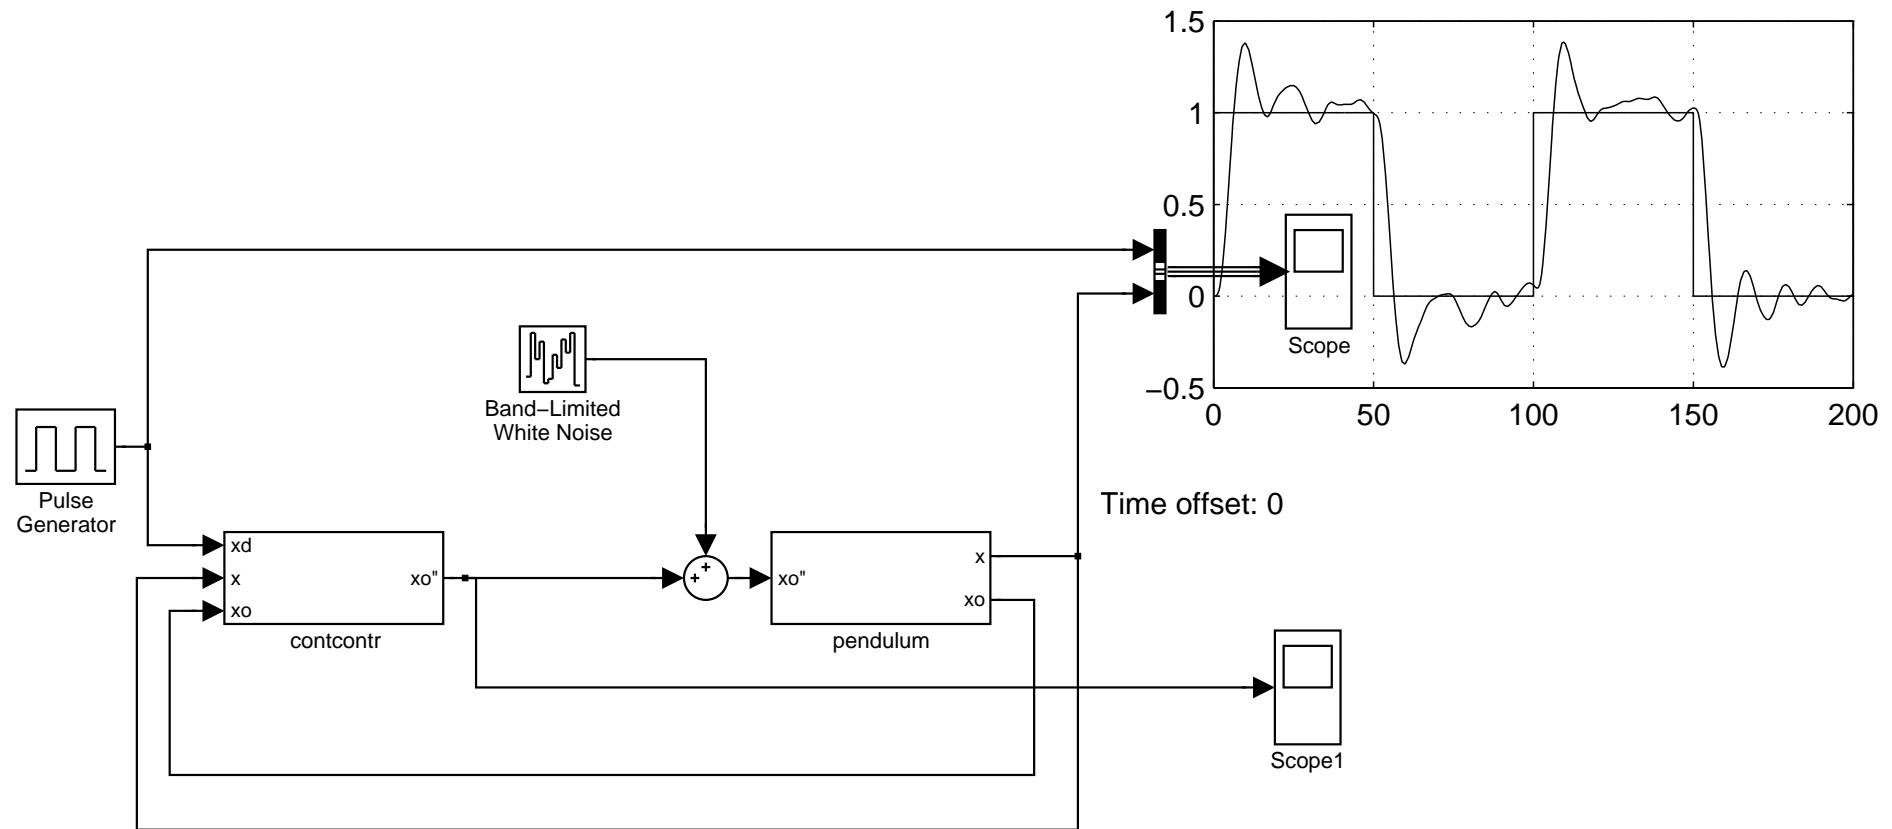 1.5
1
0.5
0
−0.5
0
50
100
150
200
Scope
Band−Limited
White Noise
Pulse
Generator
Time offset: 0
xd
x
xo
xo"
contcontr
+
+
xo"
x
xo
pendulum
Scope1